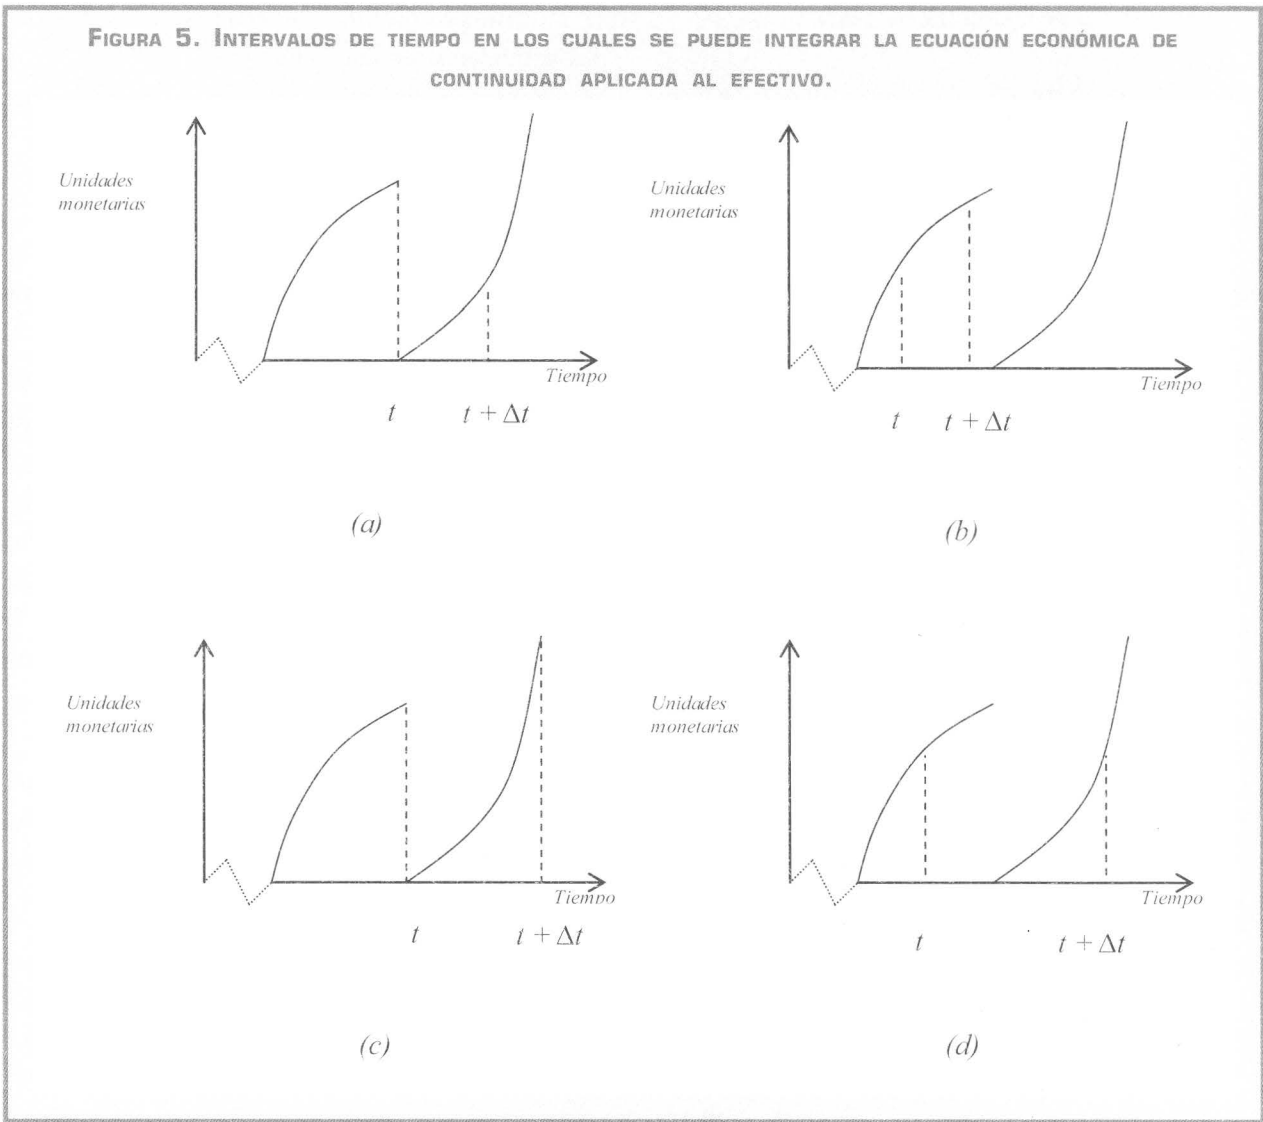 FIGURA 5. INTERVALOS DE TIEMPO EN LOS CUALES SE PUEDE INTEGRAR LA ECUACIÓN ECONÓMICA DE
CONTINUIDAD APLICADA AL EFECTIVO.
Unidades
monetarias
Tiempo
t
t + Δt
(a)
Unidades
monetarias
Tiempo
t
t + Δt
(b)
Unidades
monetarias
Tiempo
t
t + Δt
(c)
Unidades
monetarias
Tiempo
t
t + Δt
(d)